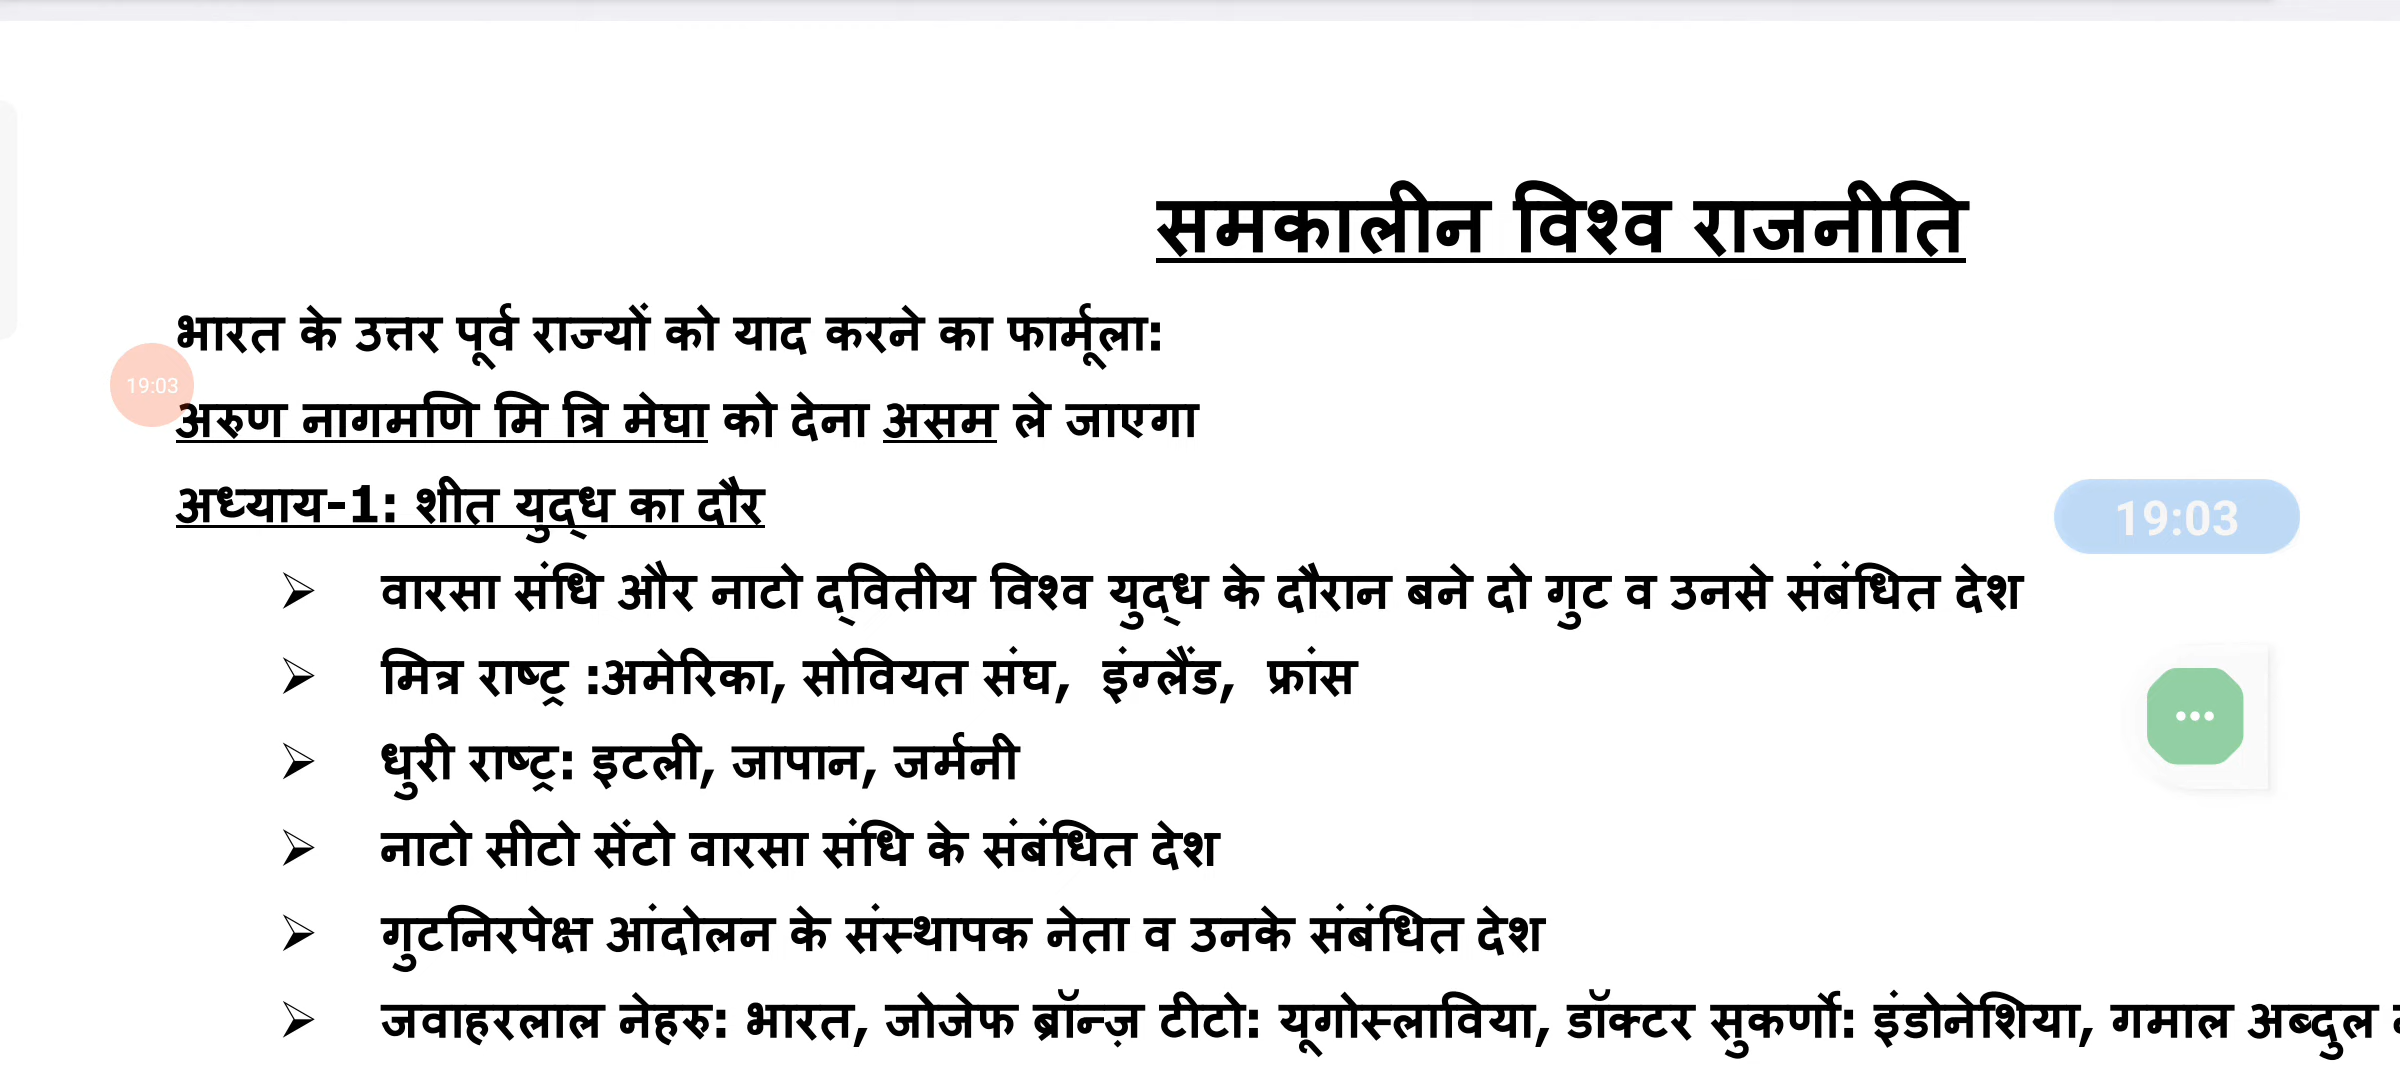 समकालीन विश्व राजनीति
भारत के उत्तर पूर्व राज्यों को याद करने का फार्मूला:
19:03
अरुण नागमणि मि त्रि मेघा को देना असम ले जाएगा
अध्याय-1: शीत युद्ध का दौर
19:03
➢ वारसा संधि और नाटो द्वितीय विश्व युद्ध के दौरान बने दो गुट व उनसे संबंधित देश
➢ मित्र राष्ट्र :अमेरिका, सोवियत संघ, इंग्लैंड, फ्रांस
➢ धुरी राष्ट्र: इटली, जापान, जर्मनी
➢ नाटो सीटो सेंटो वारसा संधि के संबंधित देश
➢ गुटनिरपेक्ष आंदोलन के संस्थापक नेता व उनके संबंधित देश
➢ जवाहरलाल नेहरु: भारत, जोजेफ ब्रॉन्ज़ टीटो: यूगोस्लाविया, डॉक्टर सुकर्णो: इंडोनेशिया, गमाल अब्दुल